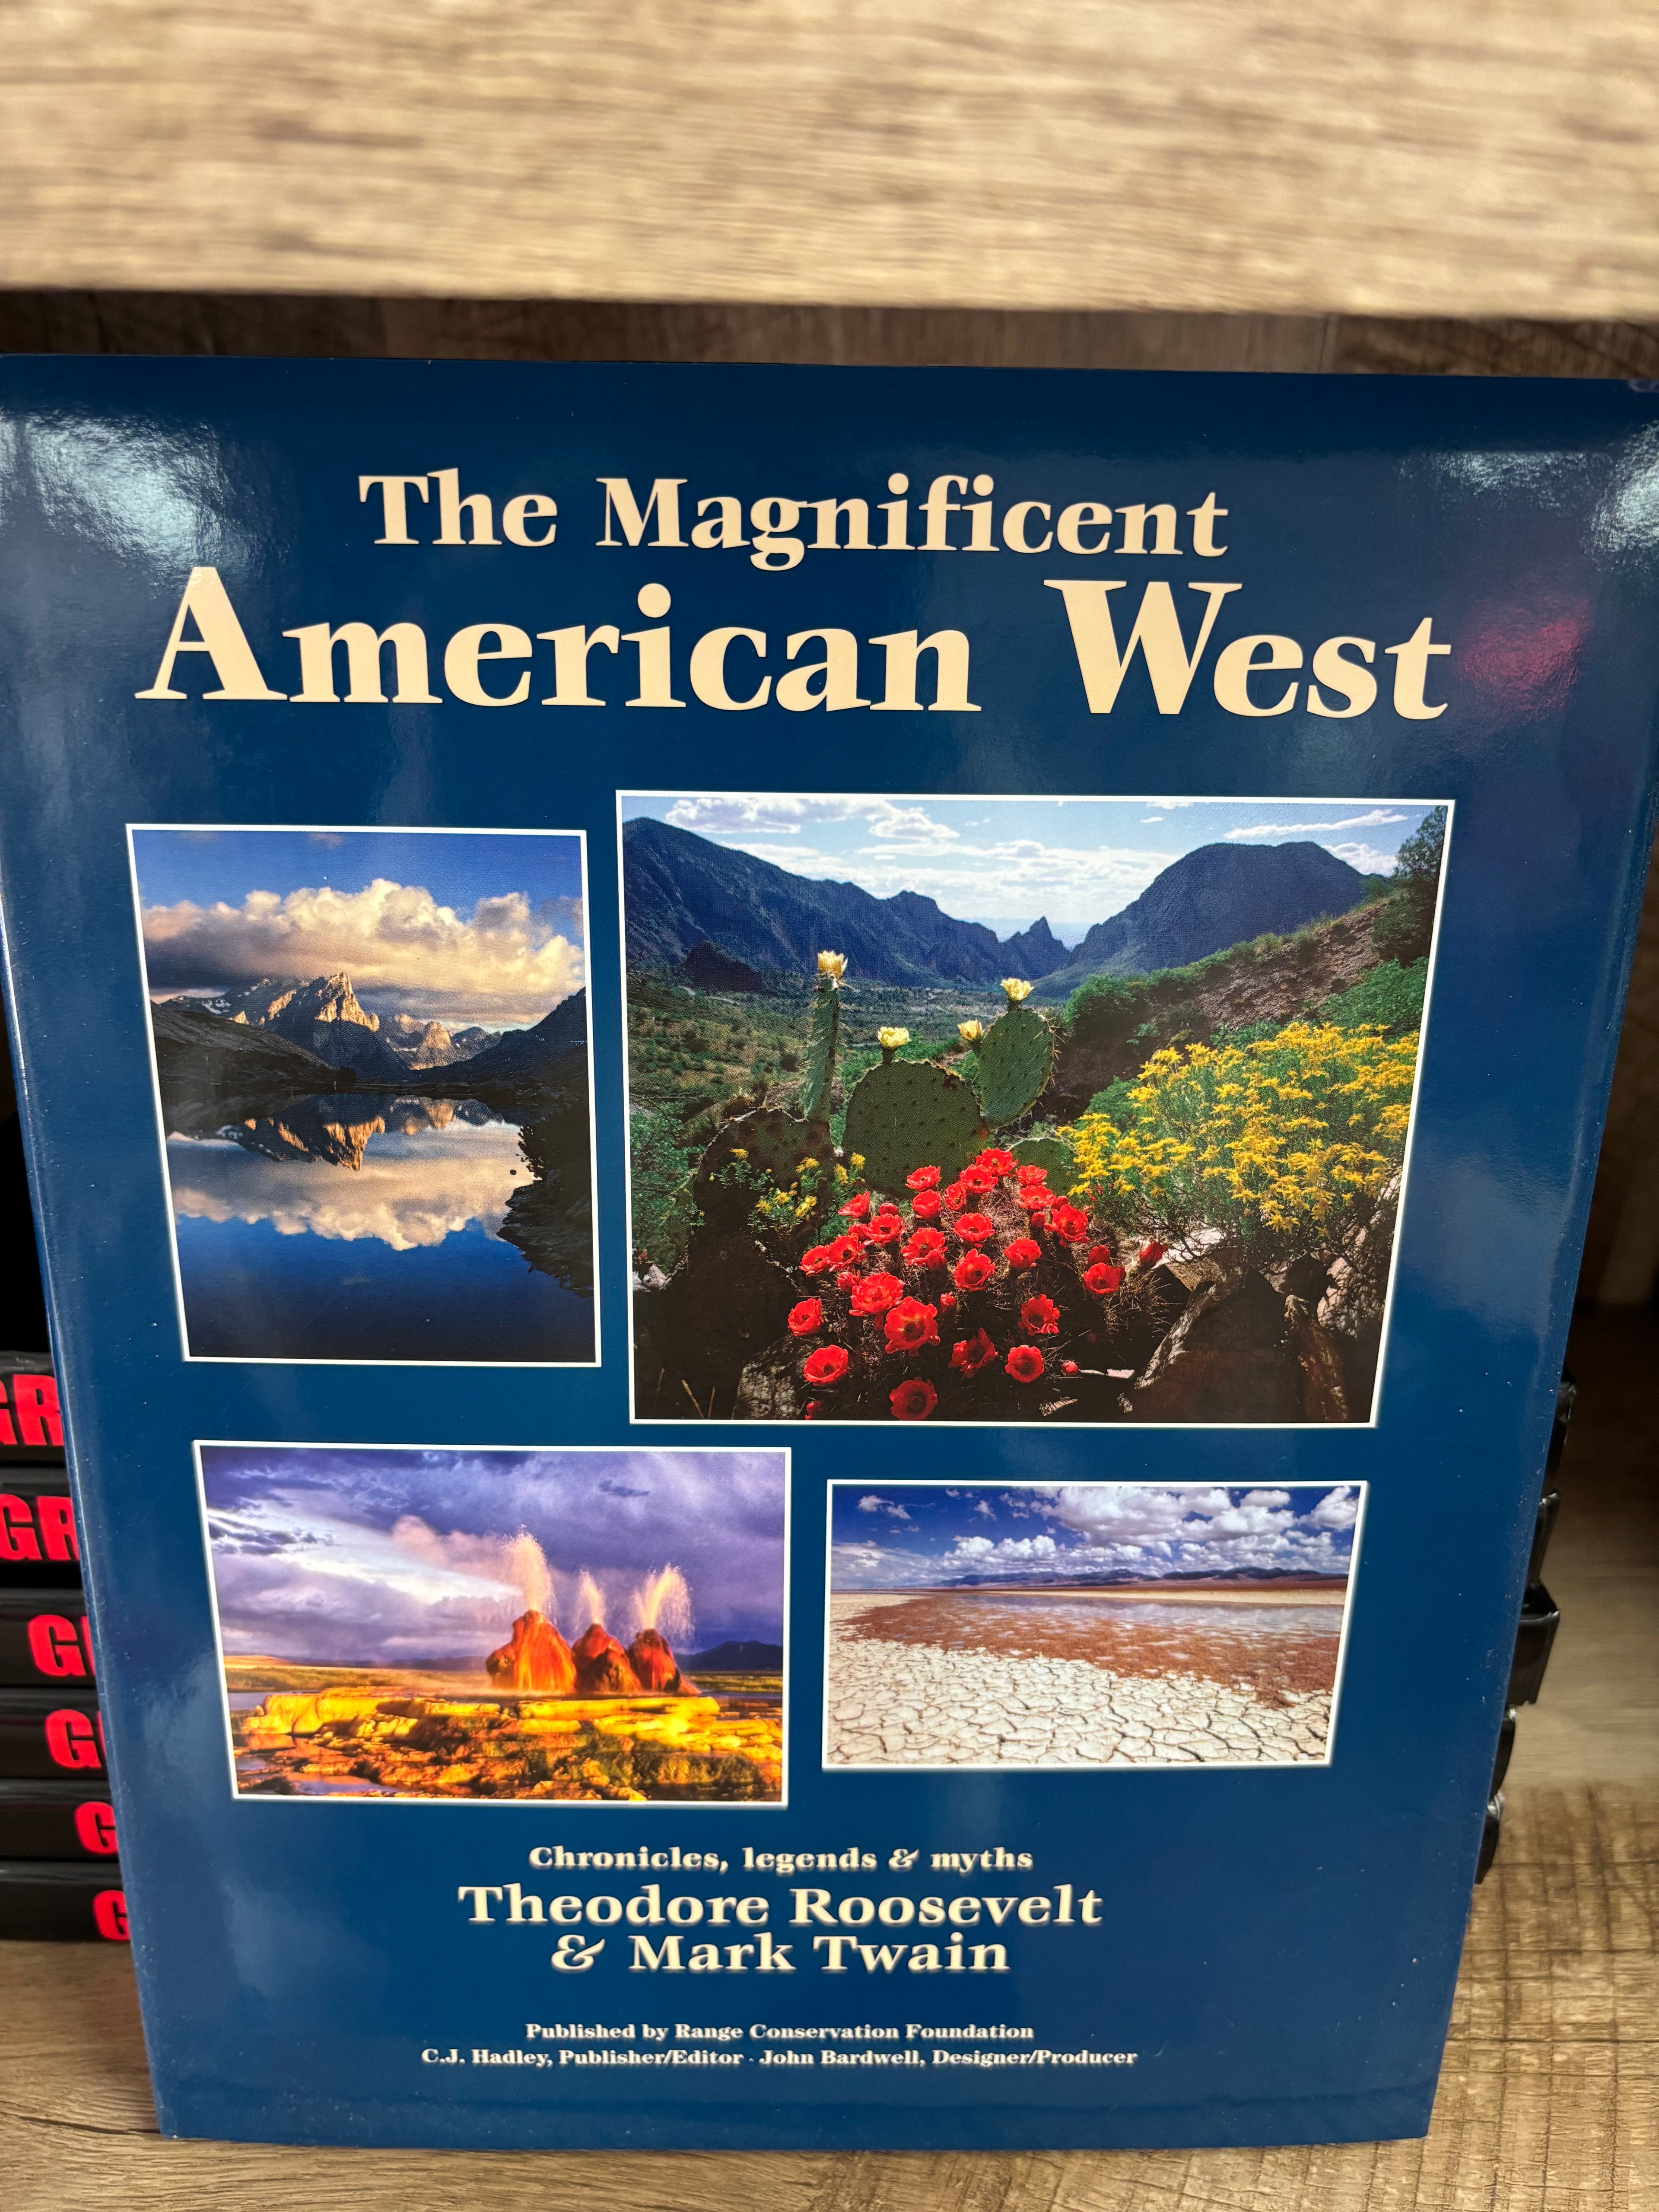 The Magnificent
American West
Chronicles, legends & myths
Theodore Roosevelt
& Mark Twain
Published by Range Conservation Foundation
C.J. Hadley, Publisher/Editor · John Bardwell, Designer/Producer